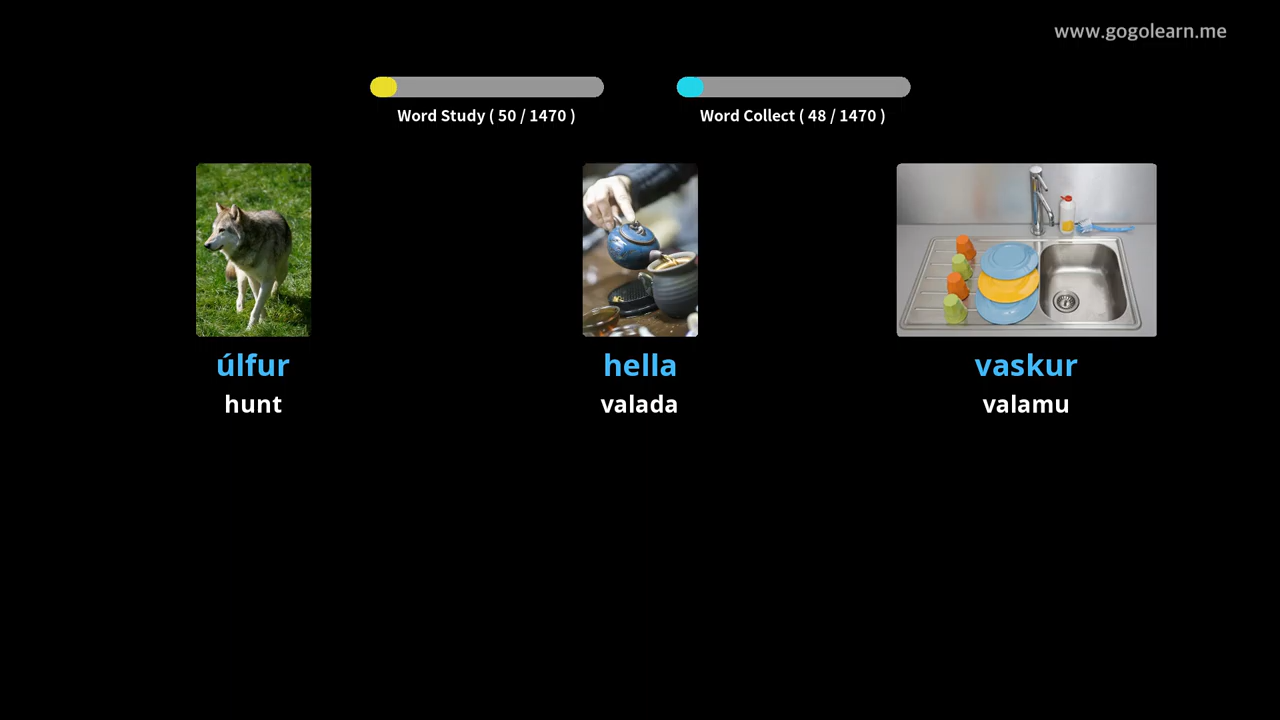 www.gogolearn.me
Word Study ( 50 / 1470 )
Word Collect ( 48 / 1470 )
úlfur
hella
vaskur
hunt
valada
valamu